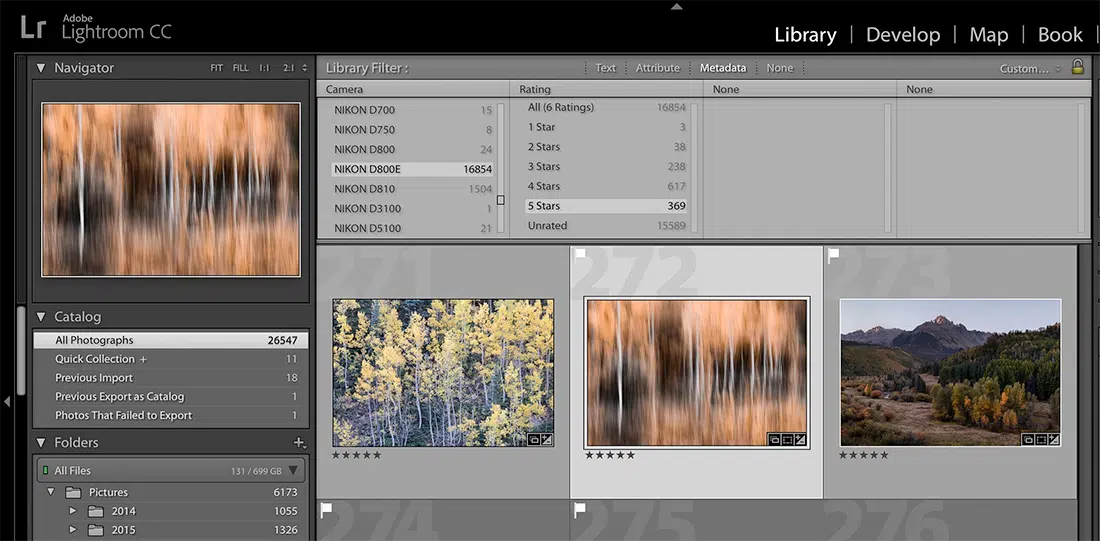 Lr Adobe
Lightroom CC
Library | Develop | Map | Book |
Navigator FIT FILL 1:1 2:1
Library Filter : Text Attribute Metadata None Custom...
Camera Rating None None
NIKON D700 15
NIKON D750 8
NIKON D800 24
NIKON D800E 16854
NIKON D810 1504
NIKON D3100 1
NIKON D5100 21
All (6 Ratings) 16854
1 Star 3
2 Stars 38
3 Stars 238
4 Stars 617
5 Stars 369
Unrated 15589
271 272 273
Catalog
All Photographs 26547
Quick Collection + 11
Previous Import 18
Previous Export as Catalog 1
Photos That Failed to Export 1
Folders +
All Files 131 / 699 GB
Pictures 6173
2014 1055
2015 1326
274 275 276